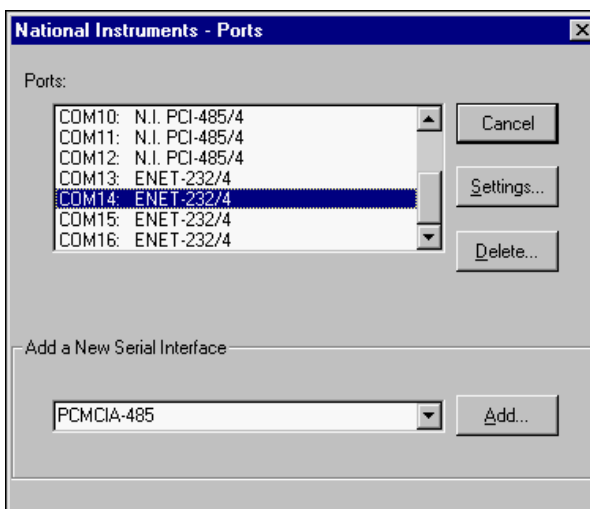 National Instruments - Ports
Ports:
COM10: N.I. PCI-485/4
COM11: N.I. PCI-485/4
COM12: N.I. PCI-485/4
COM13: ENET-232/4
COM14: ENET-232/4
COM15: ENET-232/4
COM16: ENET-232/4
Cancel
Settings...
Delete...
Add a New Serial Interface
PCMCIA-485
Add...